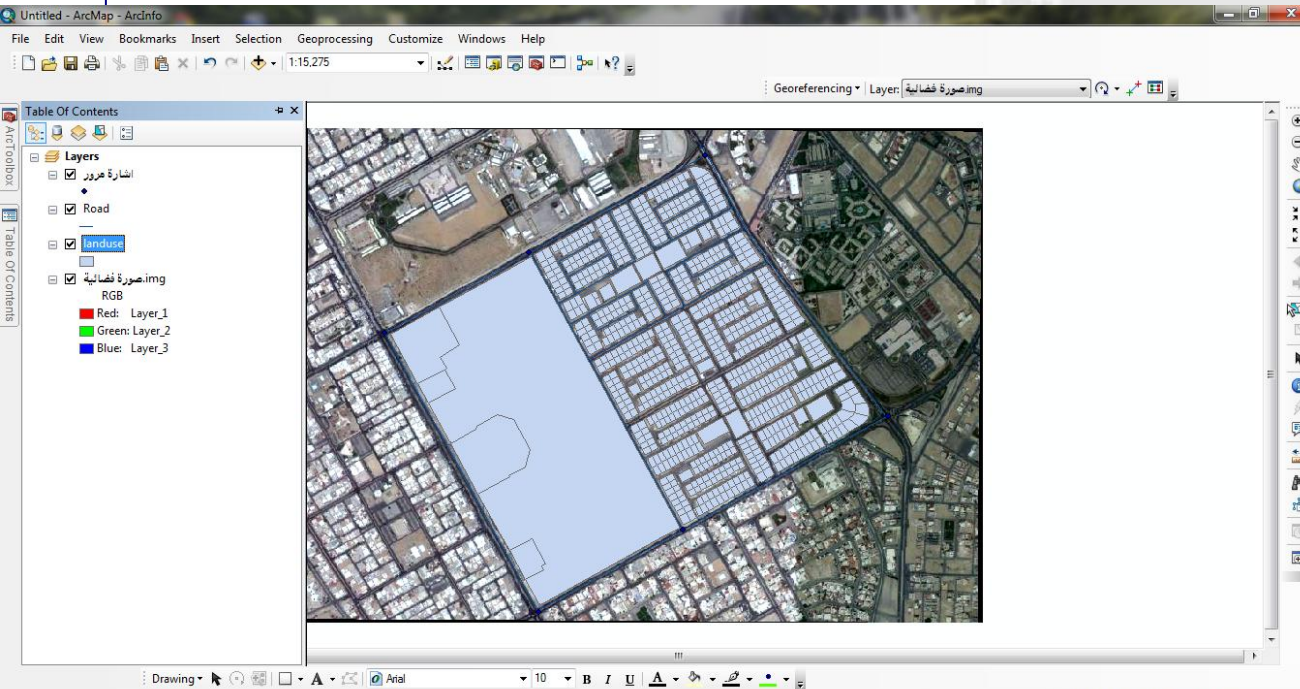 Untitled - ArcMap - ArcInfo
File Edit View Bookmarks Insert Selection Geoprocessing Customize Windows Help
1:15,275
Georeferencing Layer: صورة فضائية.img
Table Of Contents
ArcToolbox
Table Of Contents
Layers
اشارة مرور
Road
landuse
صورة فضائية.img
RGB
Red: Layer_1
Green: Layer_2
Blue: Layer_3
Drawing A Arial 10 B I U A